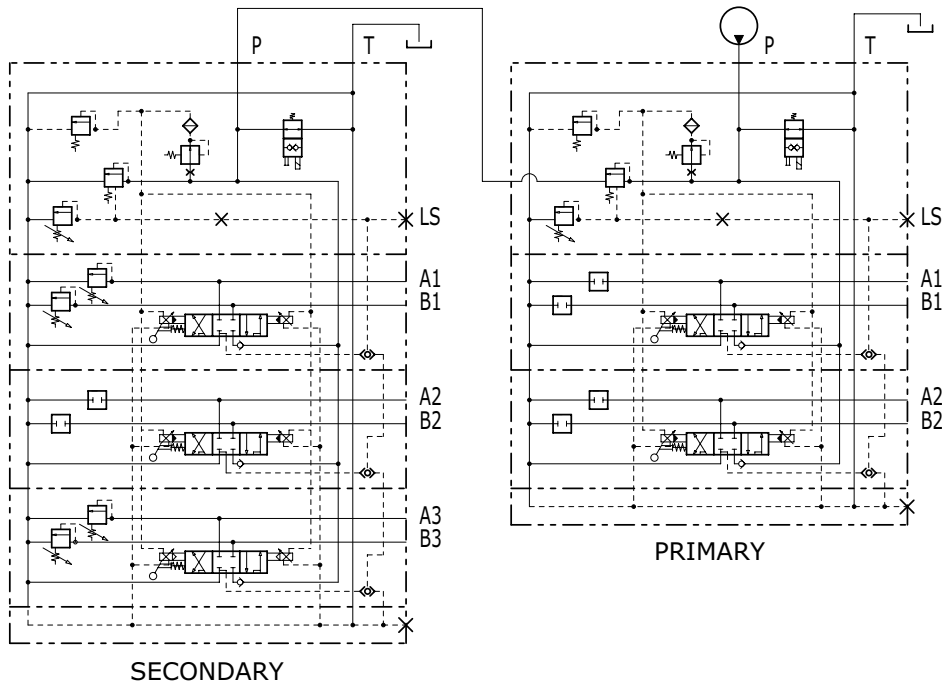 P T
P T
LS
A1
B1
A2
B2
A3
B3
SECONDARY
LS
A1
B1
A2
B2
PRIMARY